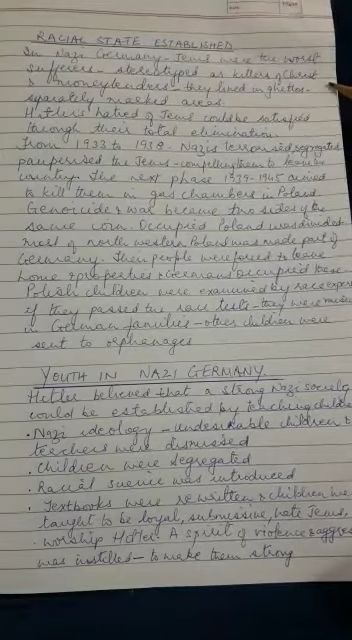 RACIAL STATE ESTABLISHED
In Nazi Germany Jews were the worst
sufferers - stereotyped as killers of Christ
& moneylenders - they lived in ghettos -
separately marked areas.
Hitler's hatred of Jews could be satisfied
through their total elimination.
From 1933 to 1938 - Nazis terrorised, segregated
pauperised the Jews - compelling them to leave the
country. The next phase 1939-1945 aimed
to kill them in gas chambers in Poland.
Genocide & war became two sides of the
same coin. Occupied Poland was divided
most of north western Poland was made part of
Germany. Then people were forced to leave
home & properties & Germans occupied these
Polish children were examined by race expert
if they passed the race tests - they were
in German families - other children were
sent to orphanages
YOUTH IN NAZI GERMANY.
Hitler believed that a strong Nazi society
could be established by teaching
• Nazi ideology - undesirable children &
teachers were dismissed
• Children were segregated
• Racial science was introduced
• Textbooks were rewritten & children we
taught to be loyal, submissive, hate Jews,
• worship Hitler. A spirit of violence & aggres
was instilled - to make them strong